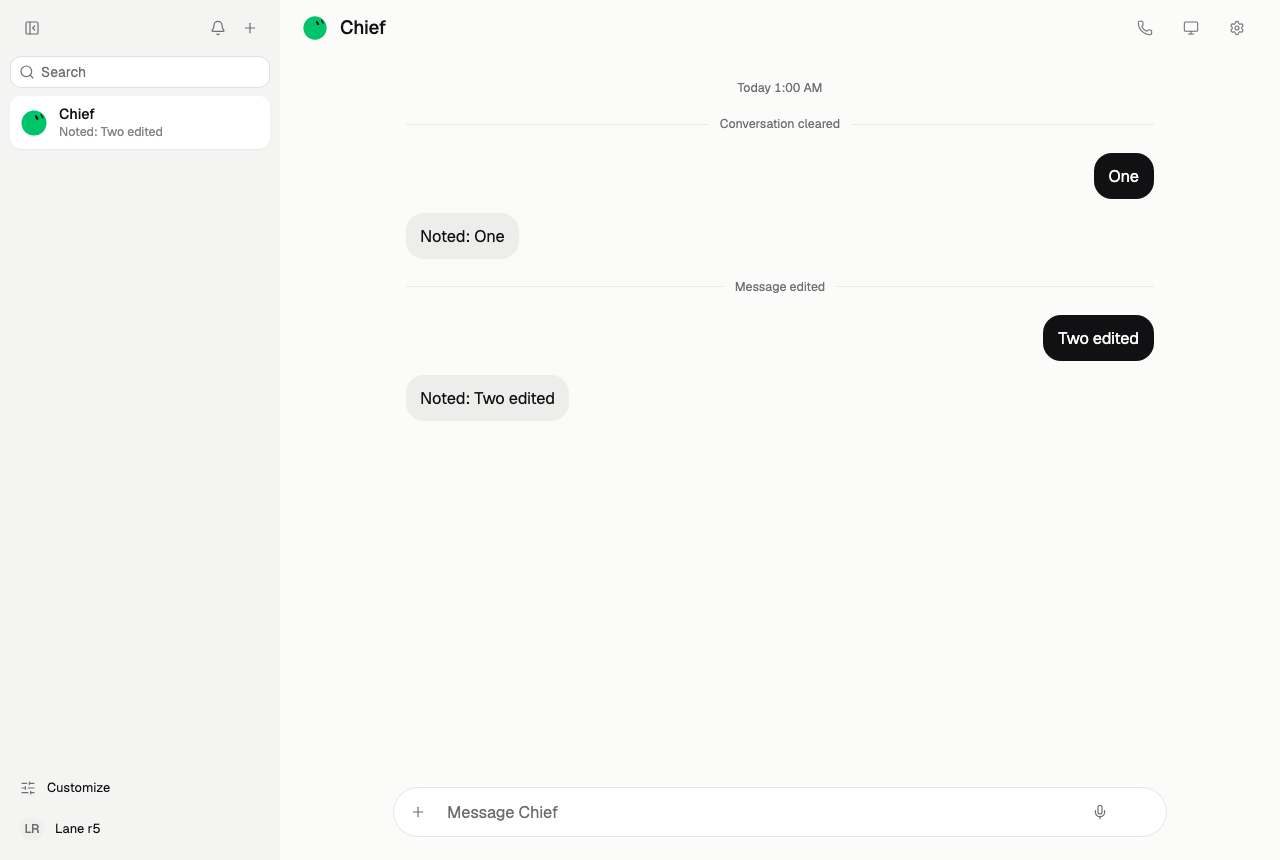 Search
Chief
Noted: Two edited
Customize
LR
Lane r5
Chief
Today 1:00 AM
Conversation cleared
One
Noted: One
Message edited
Two edited
Noted: Two edited
Message Chief